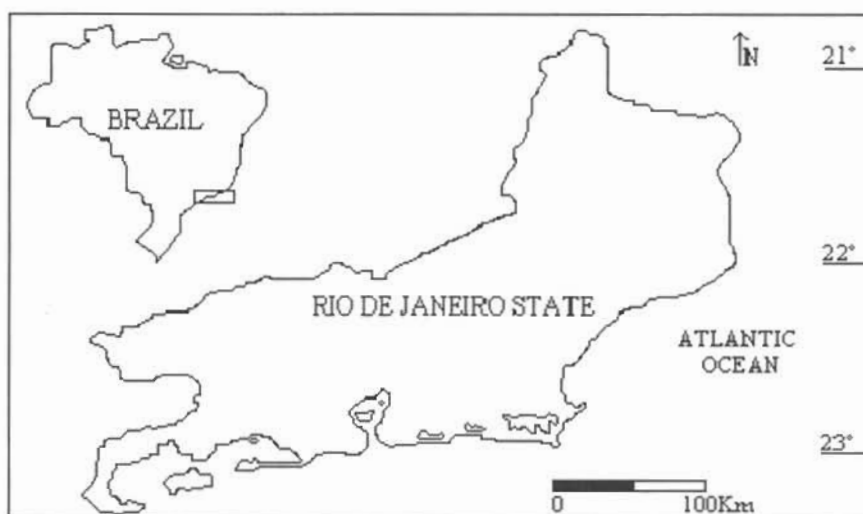 BRAZIL
N
21°
22°
RIO DE JANEIRO STATE
ATLANTIC
OCEAN
23°
0 100Km